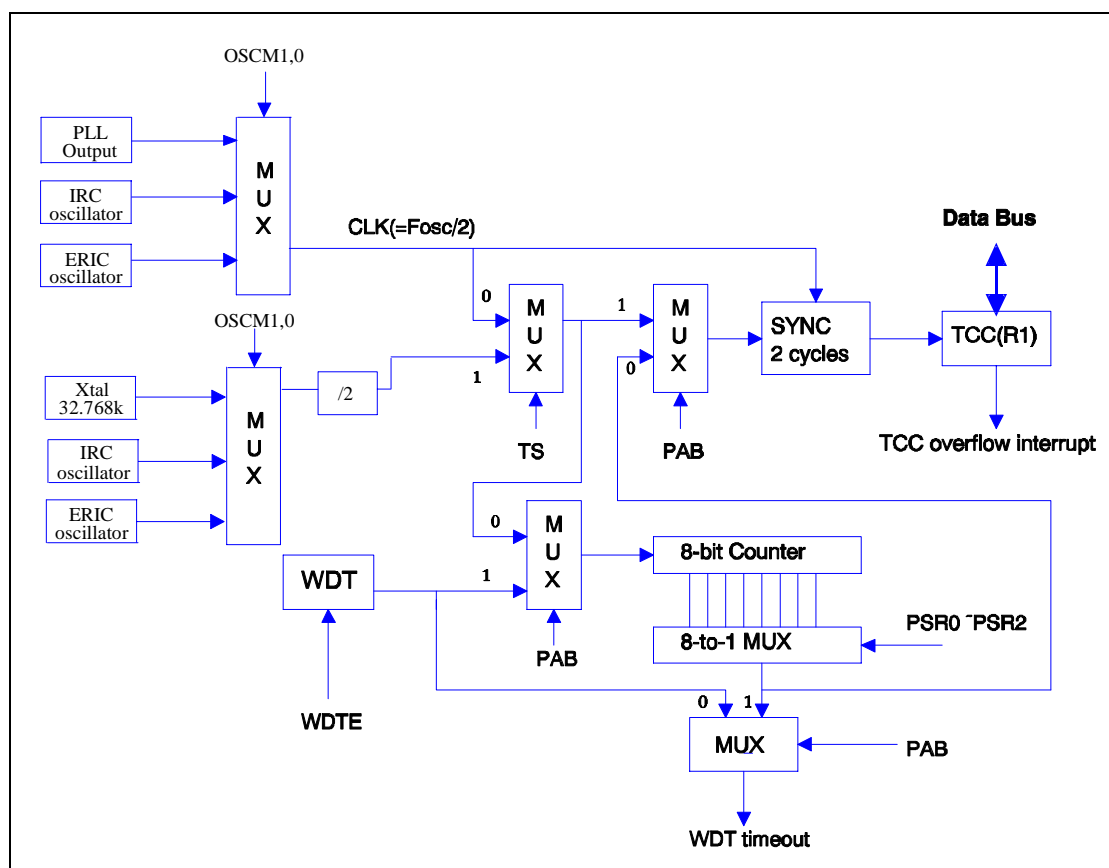 OSCM1,0
PLL
Output
IRC
oscillator
ERIC
oscillator
M
U
X
CLK(=Fosc/2)
Data Bus
OSCM1,0
Xtal
32.768k
IRC
oscillator
ERIC
oscillator
M
U
X
/2
0
1
M
U
X
TS
1
0
M
U
X
PAB
SYNC
2 cycles
TCC(R1)
TCC overflow interrupt
WDT
WDTE
0
1
M
U
X
PAB
8-bit Counter
8-to-1 MUX
PSR0 ~PSR2
0 1
MUX
PAB
WDT timeout